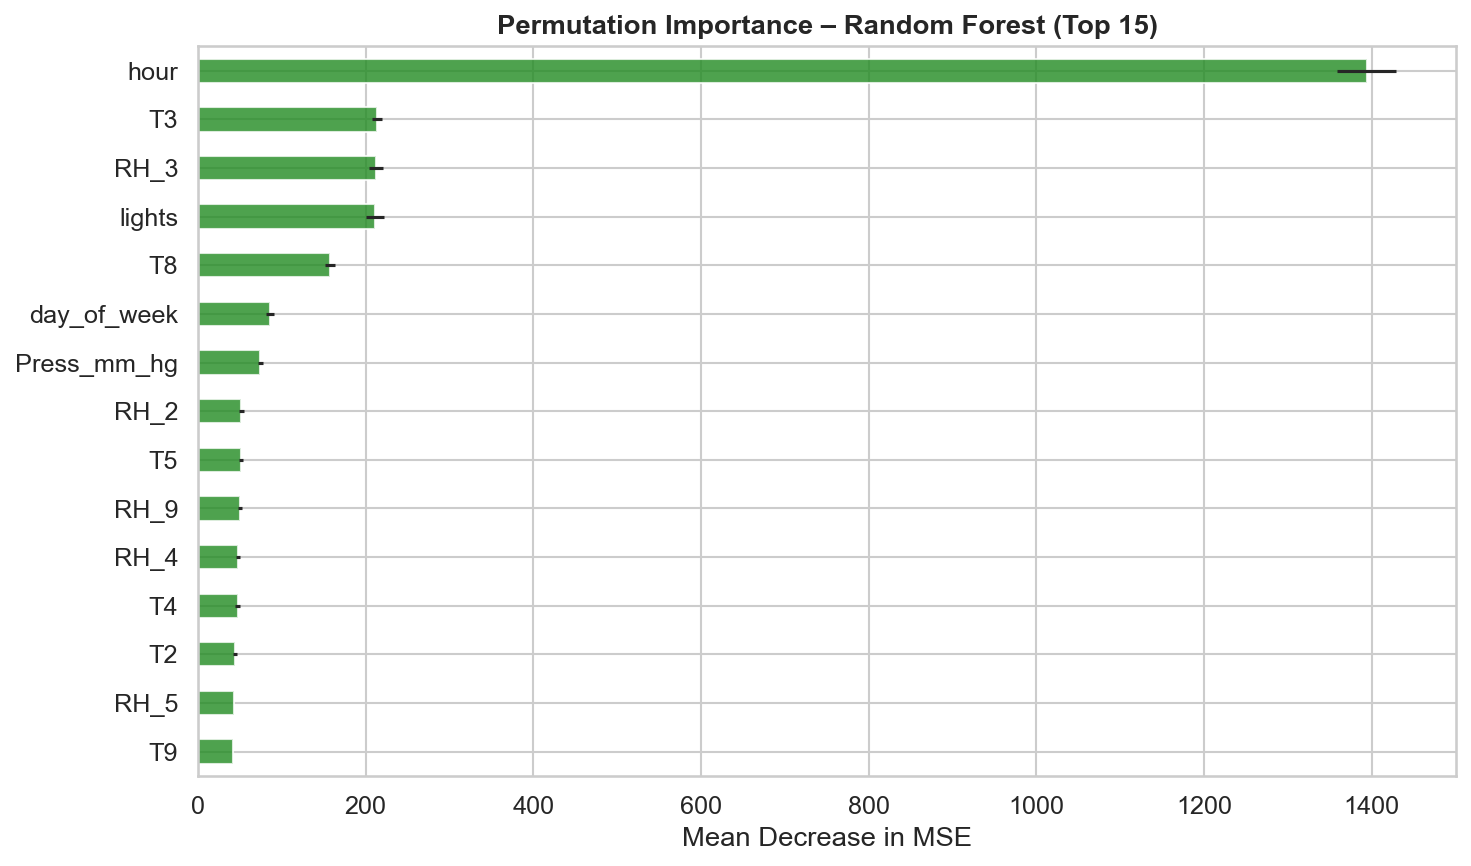 Permutation Importance – Random Forest (Top 15)
hour
T3
RH_3
lights
T8
day_of_week
Press_mm_hg
RH_2
T5
RH_9
RH_4
T4
T2
RH_5
T9
0 200 400 600 800 1000 1200 1400
Mean Decrease in MSE